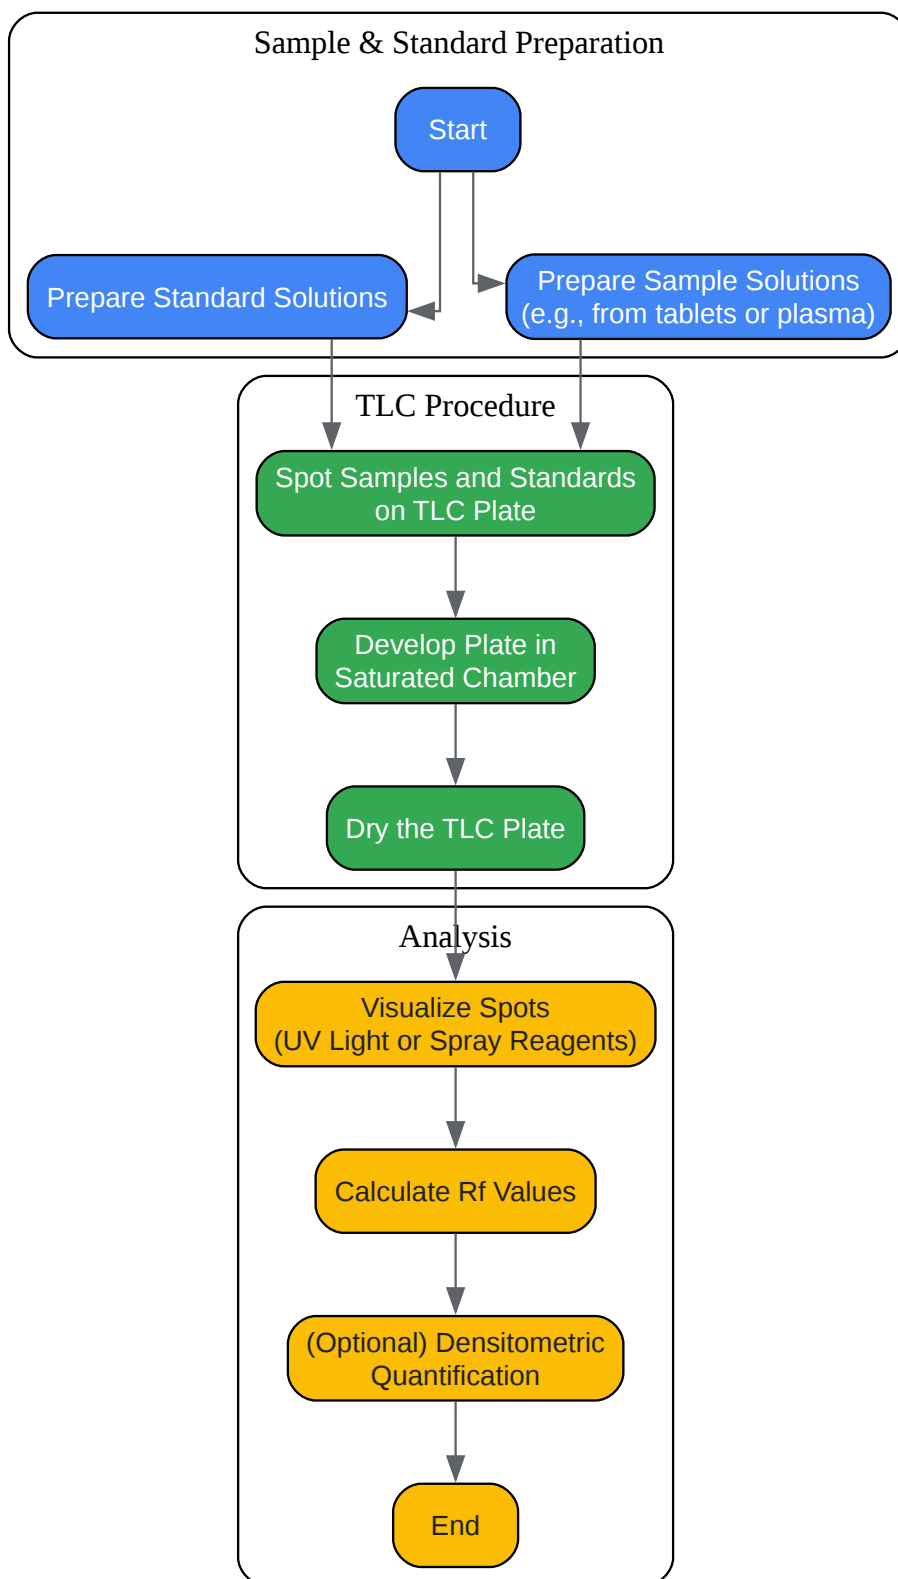 Sample & Standard Preparation
Start
Prepare Standard Solutions
Prepare Sample Solutions
(e.g., from tablets or plasma)
TLC Procedure
Spot Samples and Standards
on TLC Plate
Develop Plate in
Saturated Chamber
Dry the TLC Plate
Analysis
Visualize Spots
(UV Light or Spray Reagents)
Calculate Rf Values
(Optional) Densitometric
Quantification
End